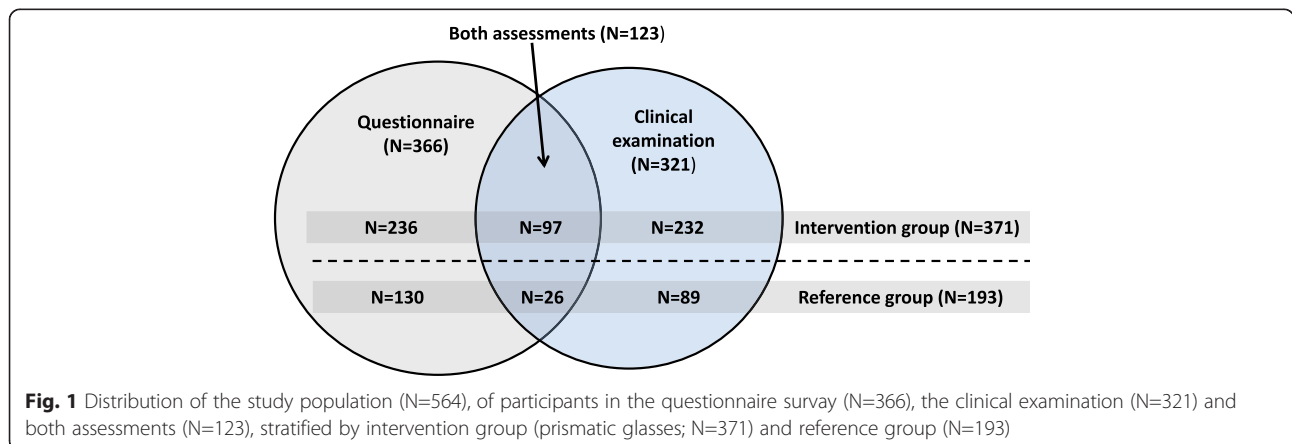 Both assessments (N=123)
Questionnaire
(N=366)
Clinical
examination
(N=321)
N=236 N=97 N=232 Intervention group (N=371)
N=130 N=26 N=89 Reference group (N=193)
Fig. 1 Distribution of the study population (N=564), of participants in the questionnaire survay (N=366), the clinical examination (N=321) and
both assessments (N=123), stratified by intervention group (prismatic glasses; N=371) and reference group (N=193)